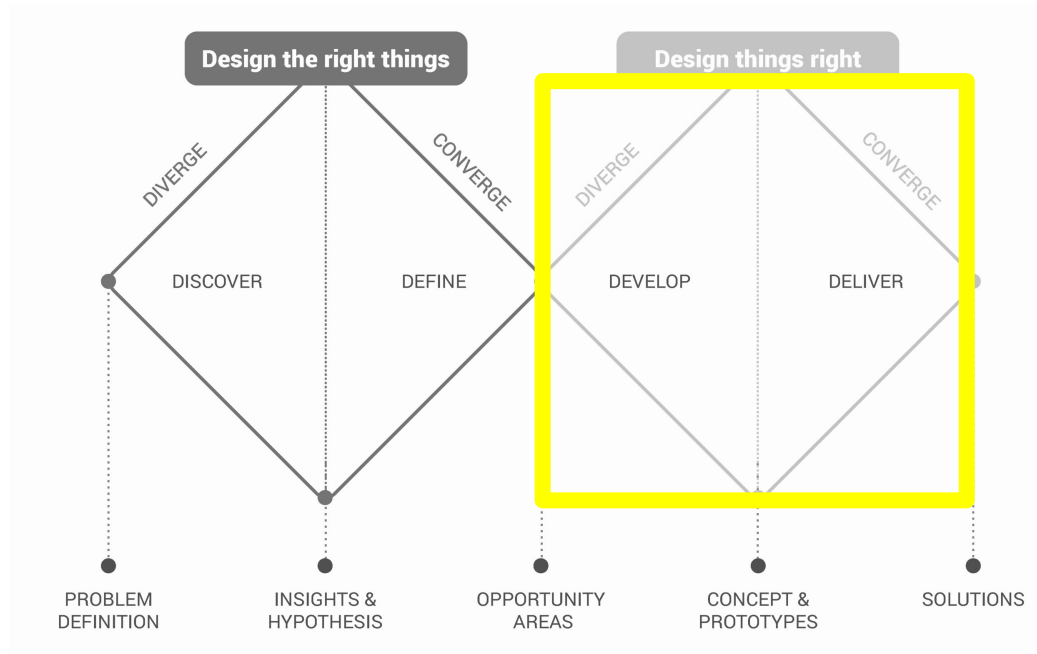 Design the right things
Design things right
DIVERGE
CONVERGE
DIVERGE
CONVERGE
DISCOVER
DEFINE
DEVELOP
DELIVER
PROBLEM
DEFINITION
INSIGHTS &
HYPOTHESIS
OPPORTUNITY
AREAS
CONCEPT &
PROTOTYPES
SOLUTIONS